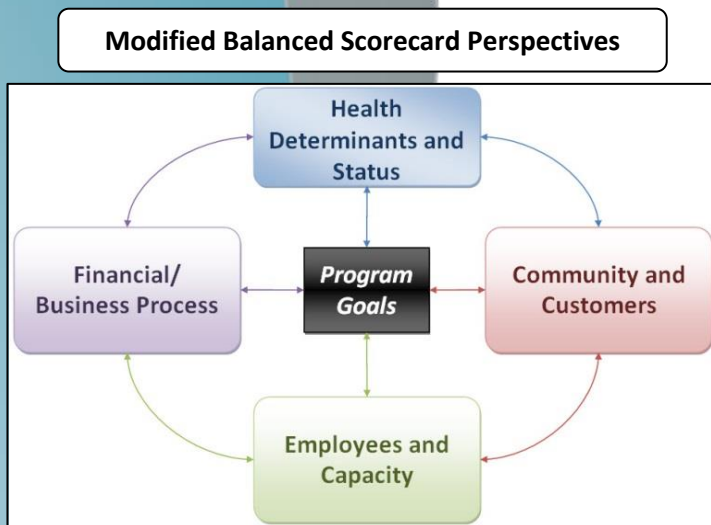 Modified Balanced Scorecard Perspectives
Health
Determinants and
Status
Financial/
Business Process
Program
Goals
Community and
Customers
Employees and
Capacity